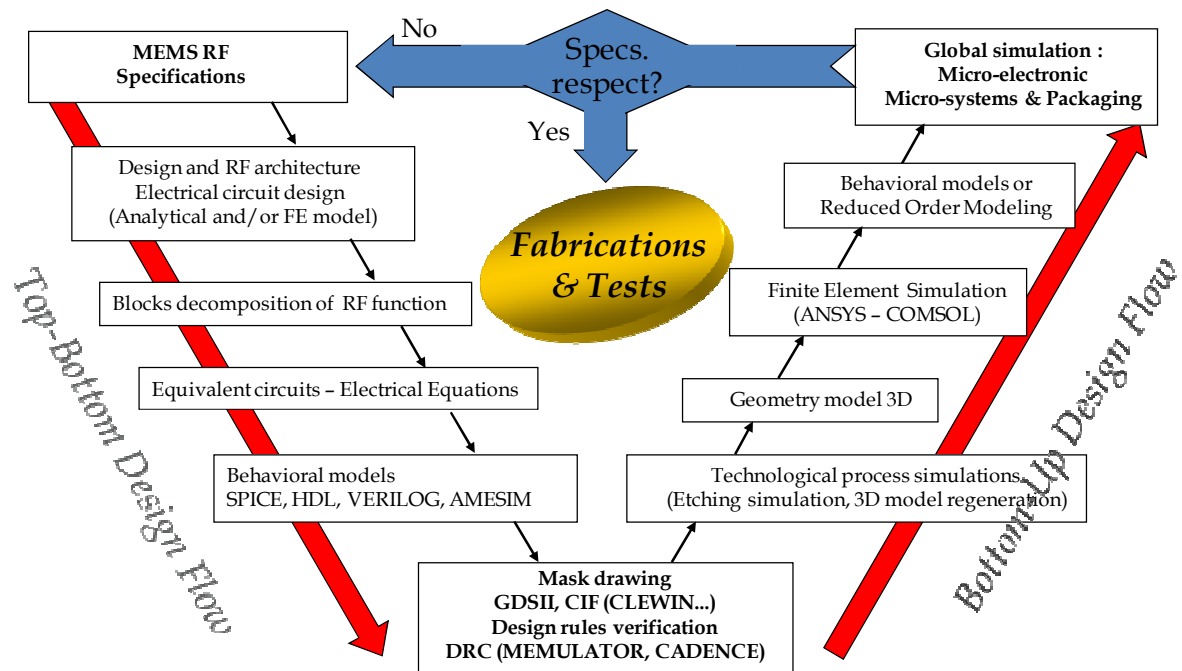 No
MEMS RF
Specifications
Specs.
respect?
Global simulation :
Micro-electronic
Micro-systems & Packaging
Yes
Design and RF architecture
Electrical circuit design
(Analytical and/or FE model)
Behavioral models or
Reduced Order Modeling
Fabrications
& Tests
Blocks decomposition of RF function
Finite Element Simulation
(ANSYS – COMSOL)
Equivalent circuits – Electrical Equations
Geometry model 3D
Behavioral models
SPICE, HDL, VERILOG, AMESIM
Technological process simulations
(Etching simulation, 3D model regeneration)
Mask drawing
GDSII, CIF (CLEWIN...)
Design rules verification
DRC (MEMULATOR, CADENCE)
Top-Bottom Design Flow
Bottom-Up Design Flow